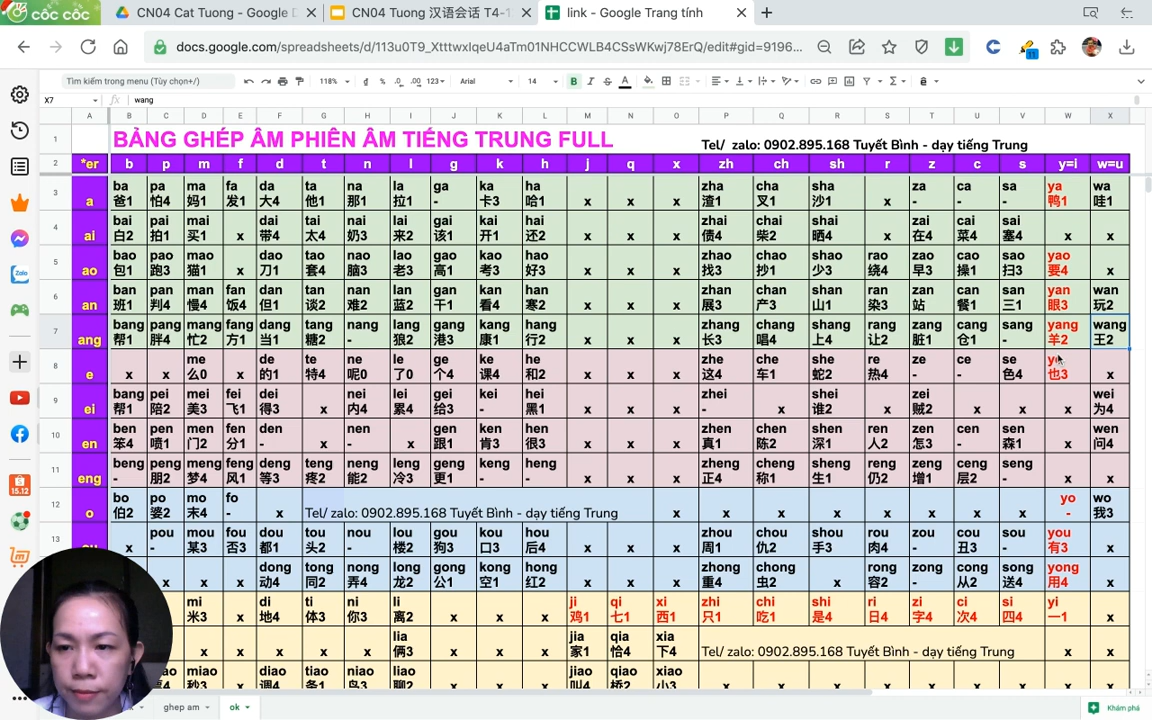 cốc cốc CN04 Cat Tuong - Google D CN04 Tuong 汉语会话 T4-1 link - Google Trang tính
docs.google.com/spreadsheets/d/113u0T9_XtttwxIqeU4aTm01NHCCWLB4CSsWKwj78ErQ/edit#gid=9196...
Tìm kiếm trong menu (Tùy chọn+/) 118% 123 Arial 14
X7 wang
A B C D E F G H I J K L M N O P Q R S T U V W X
1 BẢNG GHÉP ÂM PHIÊN ÂM TIẾNG TRUNG FULL Tel/ zalo: 0902.895.168 Tuyết Bình - dạy tiếng Trung
2 *er b p m f d t n l g k h j q x zh ch sh r z c s y=i w=u
ba pa ma fa da ta na la ga ka ha zha cha sha za ca sa ya wa
3 a 爸1 怕4 妈1 发1 大4 他1 那1 拉1 - 卡3 哈1 x x x 渣1 叉1 沙1 x - - - 鸭1 哇1
bai pai mai dai tai nai lai gai kai hai zhai chai shai zai cai sai
4 ai 白2 拍1 买1 x 带4 太4 奶3 来2 该1 开1 还2 x x x 债4 柴2 晒4 x 在4 菜4 塞4 x x
bao pao mao dao tao nao lao gao kao hao zhao chao shao rao zao cao sao yao
5 ao 包1 跑3 猫1 x 刀1 套4 脑3 老3 高1 考3 好3 x x x 找3 抄1 少3 绕4 早3 操1 扫3 要4 x
ban pan man fan dan tan nan lan gan kan han zhan chan shan ran zan can san yan wan
6 an 班1 判4 慢4 饭4 但1 谈2 难2 蓝2 干1 看4 寒2 x x x 展3 产3 山1 染3 站 餐1 三1 眼3 玩2
bang pang mang fang dang tang nang lang gang kang hang zhang chang shang rang zang cang sang yang wang
7 ang 帮1 胖4 忙2 方1 当1 糖2 - 狼2 港3 康1 行2 x x x 长3 唱4 上4 让2 脏1 仓1 - 羊2 王2
me de te ne le ge ke he zhe che she re ze ce se
8 e x x 么0 x 的1 特4 呢0 了0 个4 课4 和2 x x x 这4 车1 蛇2 热4 - - 色4 也3 x
bang pei mei fei dei nei lei gei kei hei zhei shei zei wei
9 ei 帮1 陪2 美3 飞1 得3 x 内4 累4 给3 - 黑1 x x x - x 谁2 x 贼2 x x x 为4
ben pen men fen den nen gen ken hen zhen chen shen ren zen cen sen wen
10 en 笨4 喷1 门2 分1 - x - x 跟1 肯3 很3 x x x 真1 陈2 深1 人2 怎3 - 森1 x 问4
beng peng meng feng deng teng neng leng geng keng heng zheng cheng sheng reng zeng ceng seng
11 eng - 朋2 梦4 风1 等3 疼2 能2 冷3 更1 - - x x x 正4 称1 生1 仍2 增1 层2 - x x
bo po mo fo yo wo
12 o 伯2 婆2 末4 - x Tel/ zalo: 0902.895.168 Tuyết Bình - dạy tiếng Trung x x x x x x x x - 我3
13 pou mou fou dou tou nou lou gou kou hou zhou chou shou rou zou cou sou you
x - 某3 否3 都1 头2 - 楼2 狗3 口3 后4 x x x 周1 仇2 手3 肉4 - 丑3 - 有3 x
dong tong nong long gong kong hong zhong chong rong zong cong song yong
x x x 动4 同2 弄4 龙2 公1 空1 红2 x x x 重4 虫2 x 容2 - 从2 送4 用4 x
mi di ti ni li ji qi xi zhi chi shi ri zi ci si yi
米3 x 地4 体3 你3 离2 x x x 鸡1 七1 西1 只1 吃1 是4 日4 字4 次4 四4 一1 x
lia jia qia xia
x x x x x 俩3 x x x 家1 恰4 下4 Tel/ zalo: 0902.895.168 Tuyết Bình - dạy tiếng Trung x x
miao diao tiao niao liao jiao qiao xiao
ghep am ok Khám phá